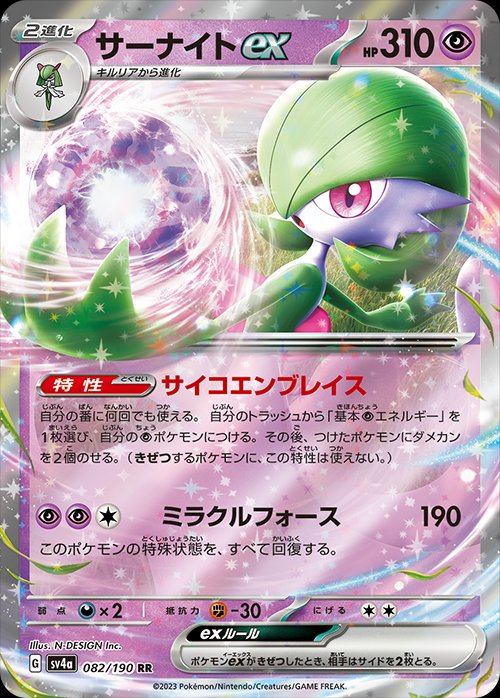 2進化
サーナイトex
HP310
キルリアから進化
特性 とくせい
サイコエンブレイス
自分の番に何回でも使える。自分のトラッシュから「基本超エネルギー」を
1枚選び、自分の超ポケモンにつける。その後、つけたポケモンにダメカン
を2個のせる。（きぜつするポケモンに、この特性は使えない。）
ミラクルフォース 190
このポケモンの特殊状態を、すべて回復する。
弱点 ×2 抵抗力 -30 にげる
Illus. N-DESIGN Inc.
exルール
ポケモンexがきぜつしたとき、相手はサイドを2枚とる。
G sv4a 082/190 RR
©2023 Pokémon/Nintendo/Creatures/GAME FREAK.